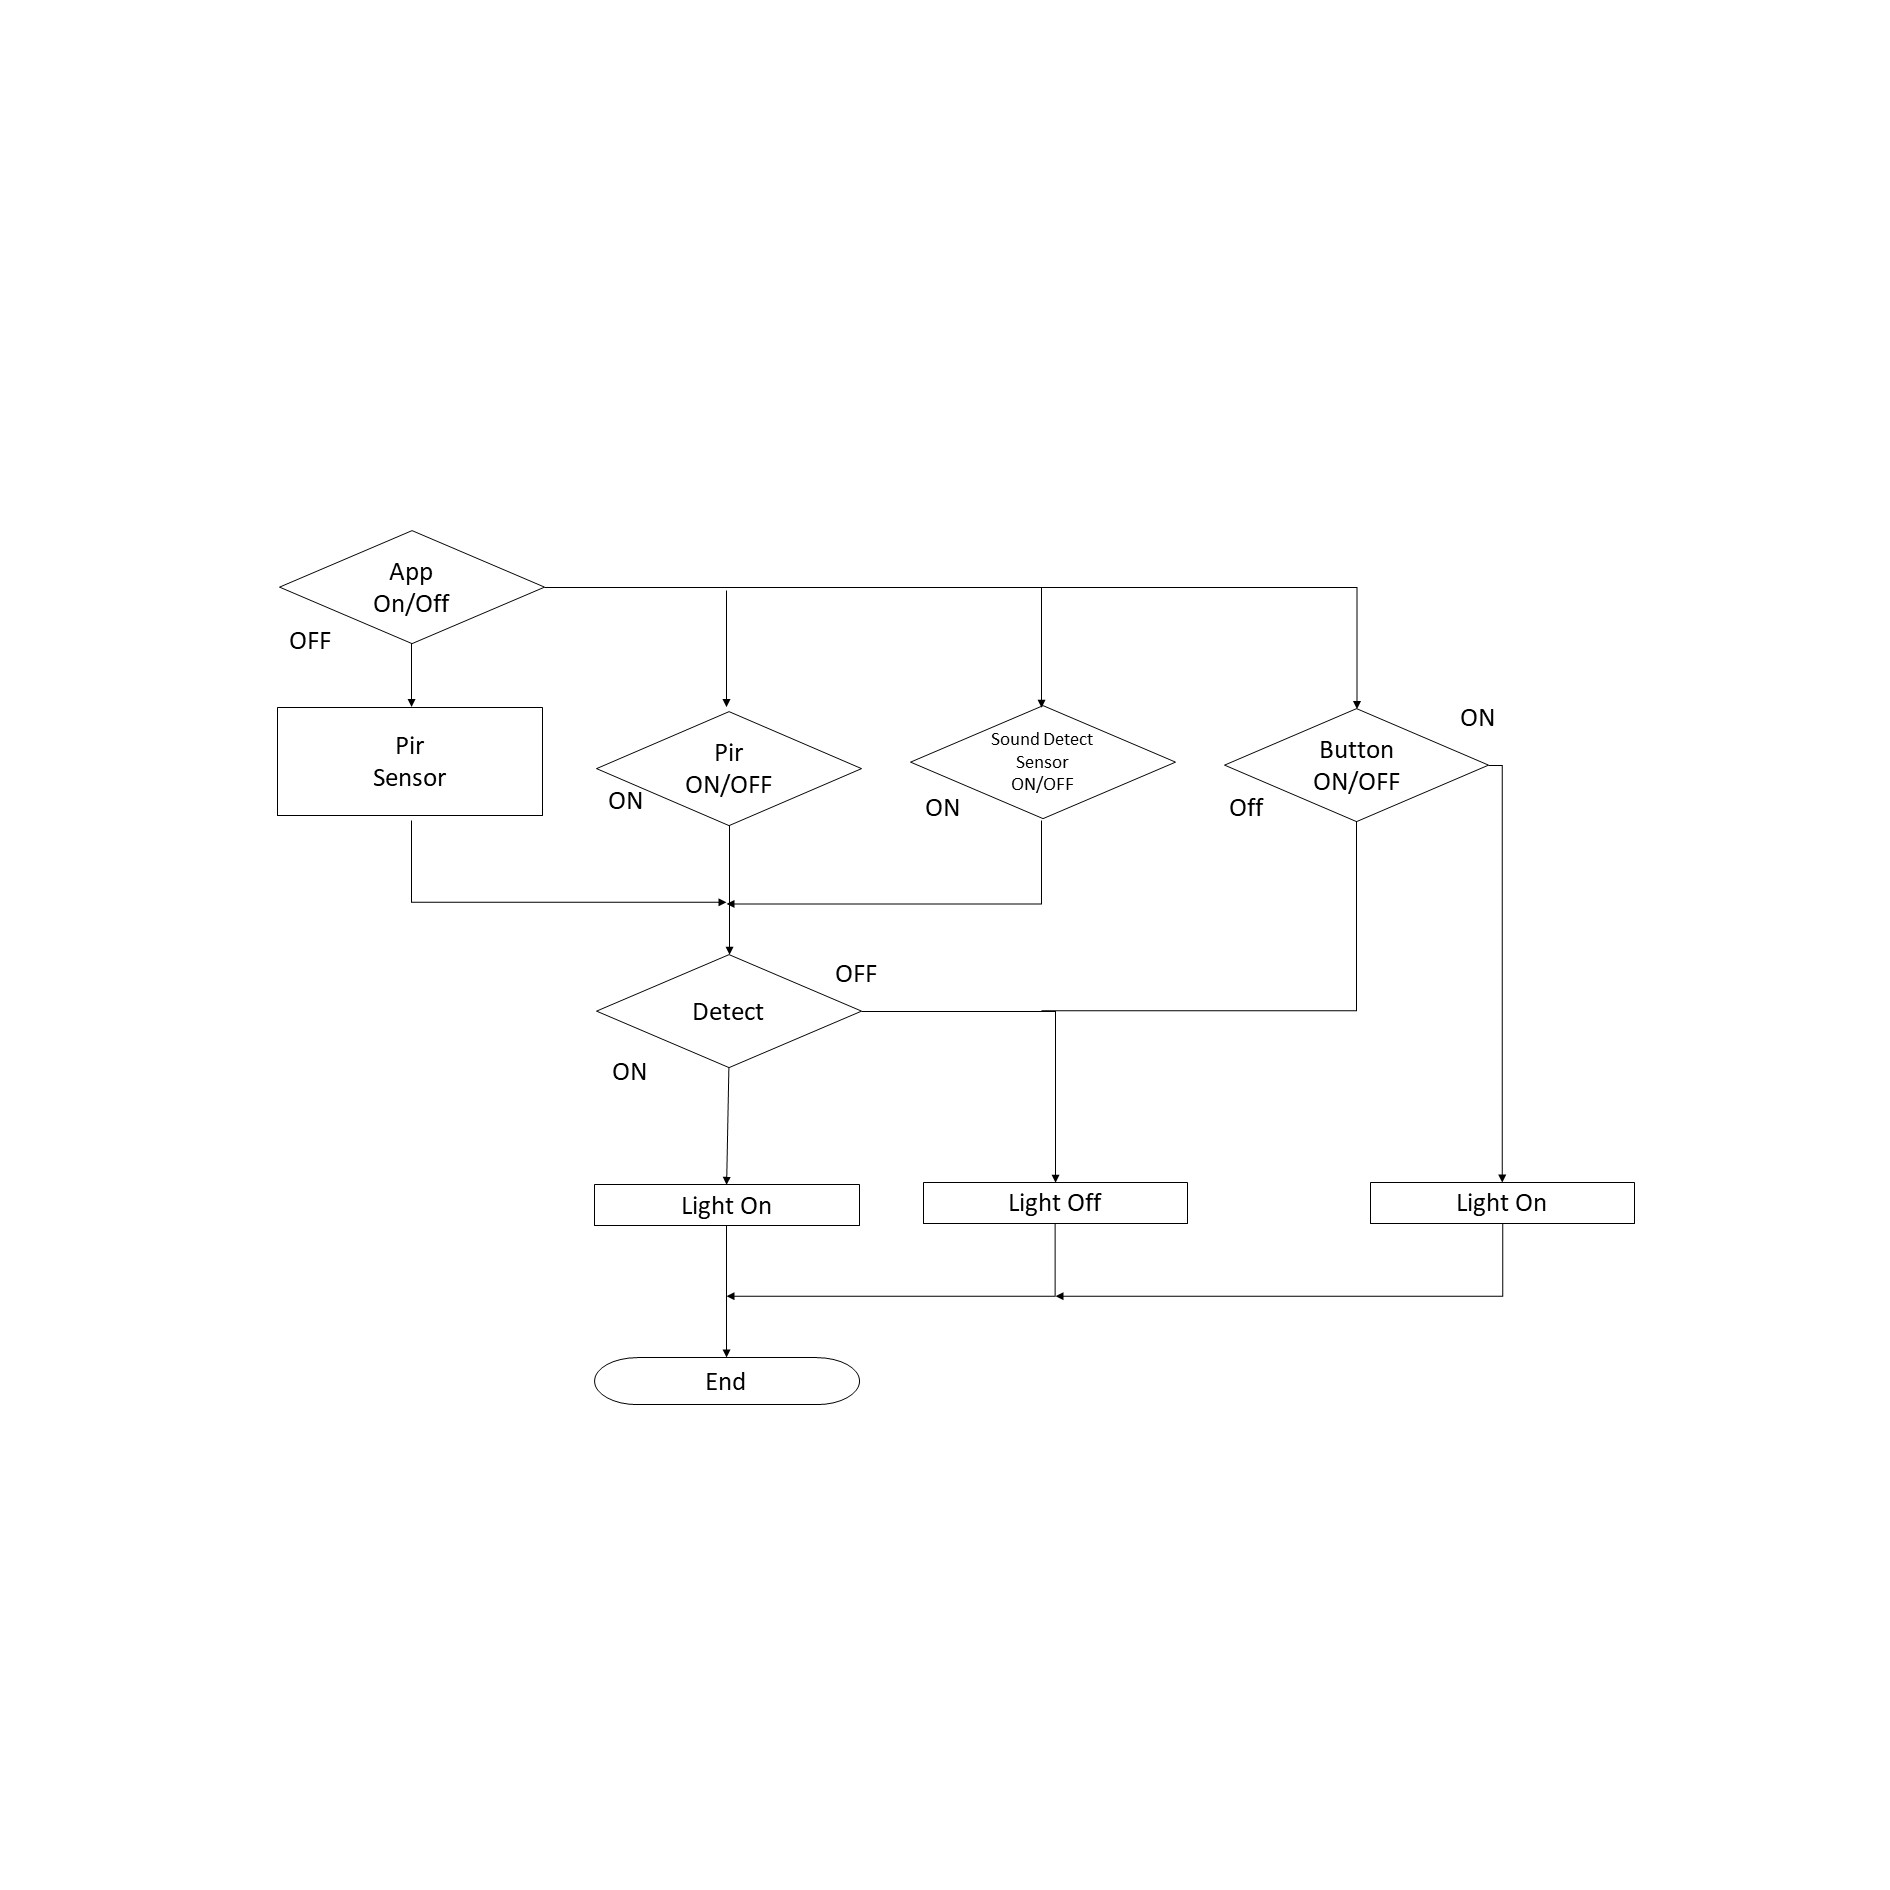 App
On/Off
OFF
Pir
Sensor
Pir
ON/OFF
ON
Sound Detect
Sensor
ON/OFF
ON
Button
ON/OFF
Off
ON
Detect
OFF
ON
Light On
Light Off
Light On
End